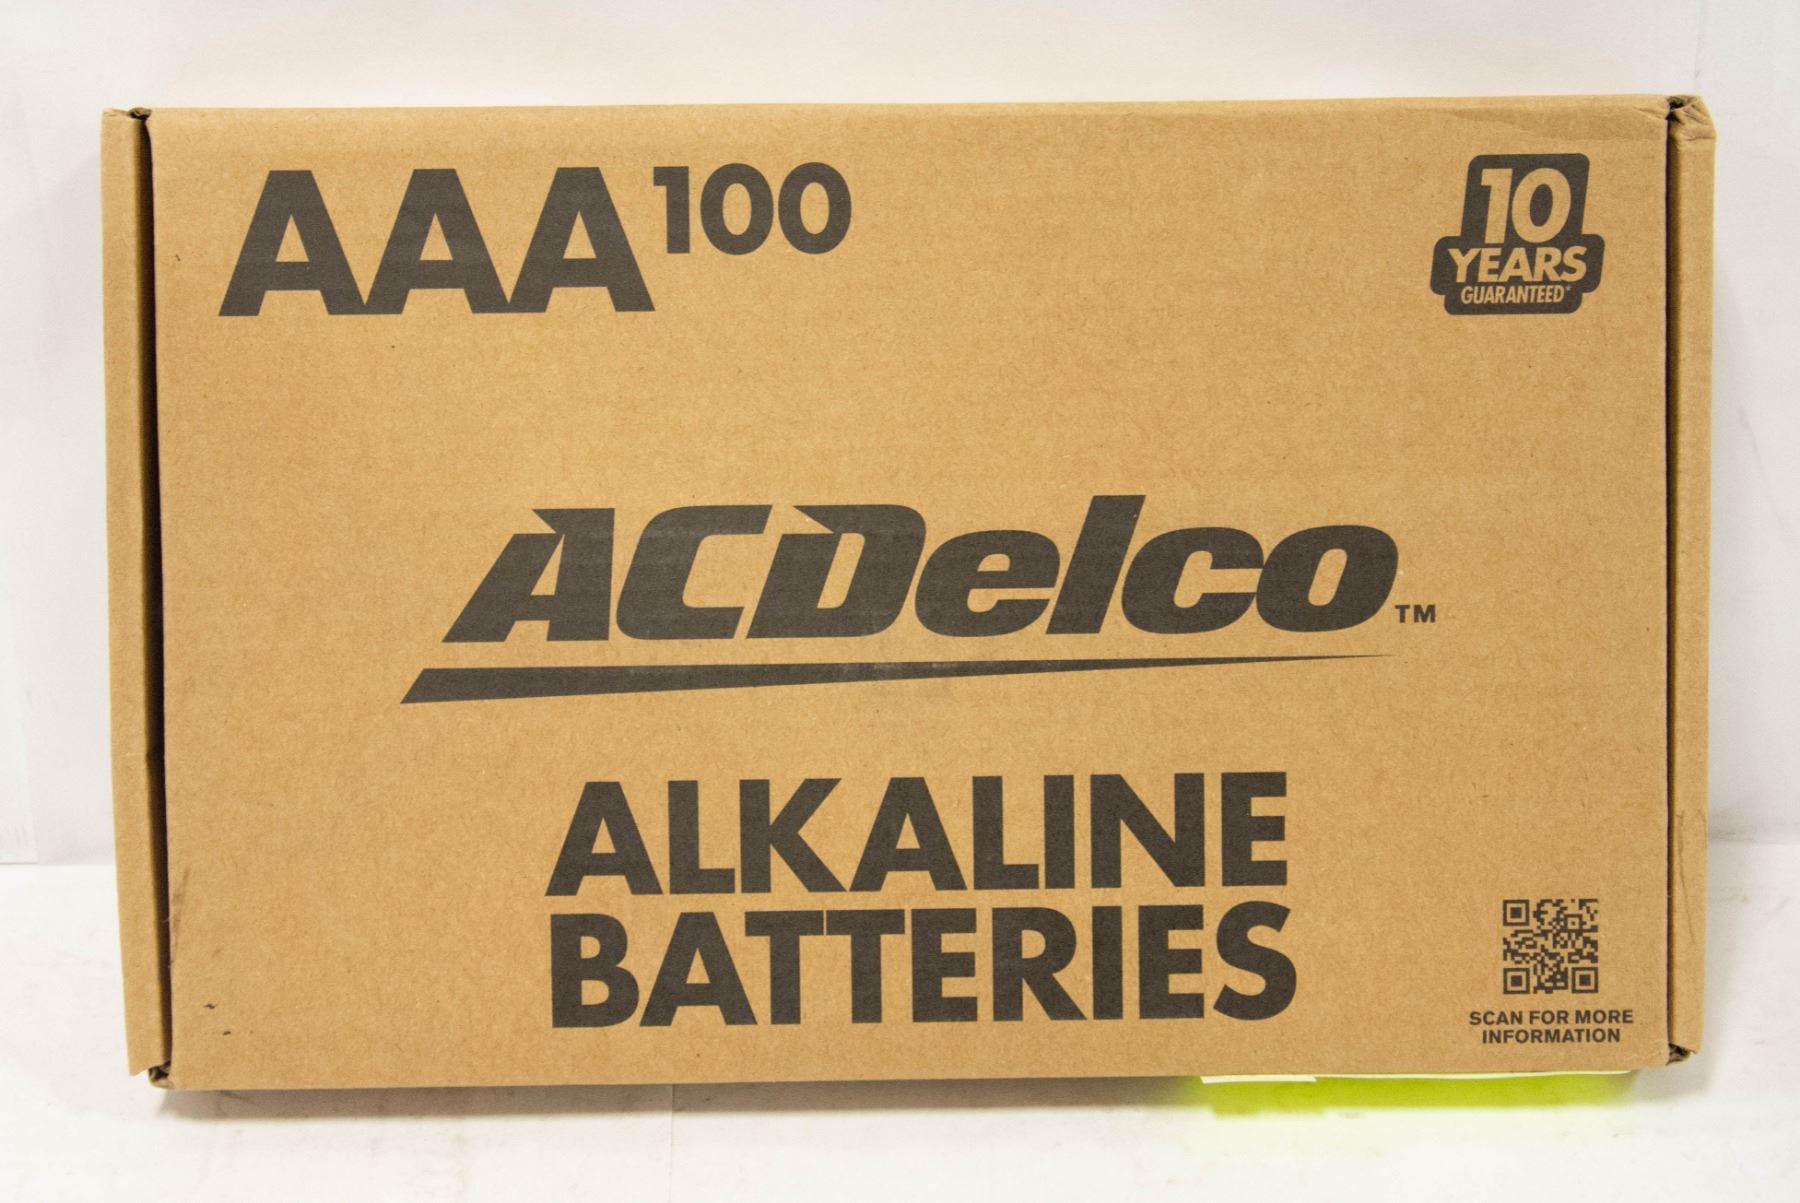 AAA100
10
YEARS
GUARANTEED*
ACDelco™
ALKALINE
BATTERIES
SCAN FOR MORE
INFORMATION